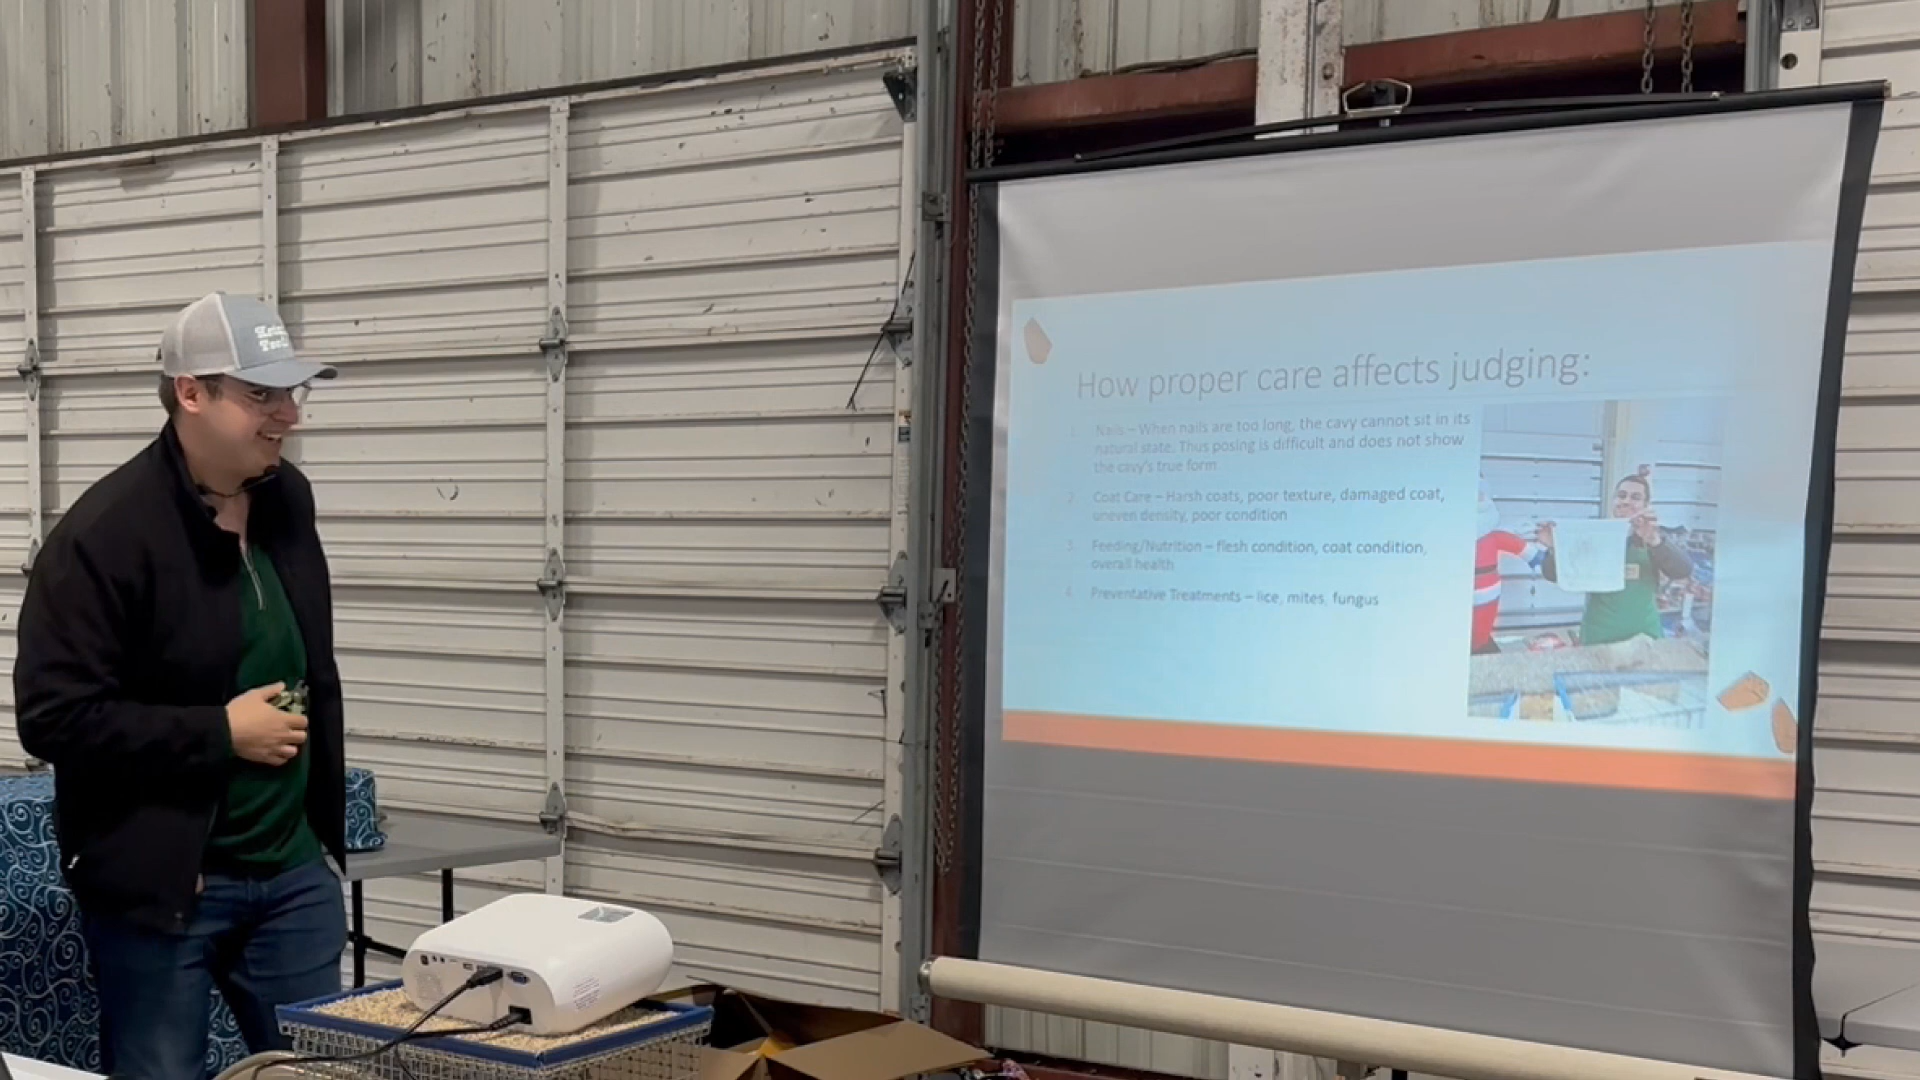 How proper care affects judging:
1. Nails – When nails are too long, the cavy cannot sit in its
natural state. Thus posing is difficult and does not show
the cavy's true form.
2. Coat Care – Harsh coats, poor texture, damaged coat,
uneven density, poor condition
3. Feeding/Nutrition – flesh condition, coat condition,
overall health
4. Preventative Treatments – lice, mites, fungus